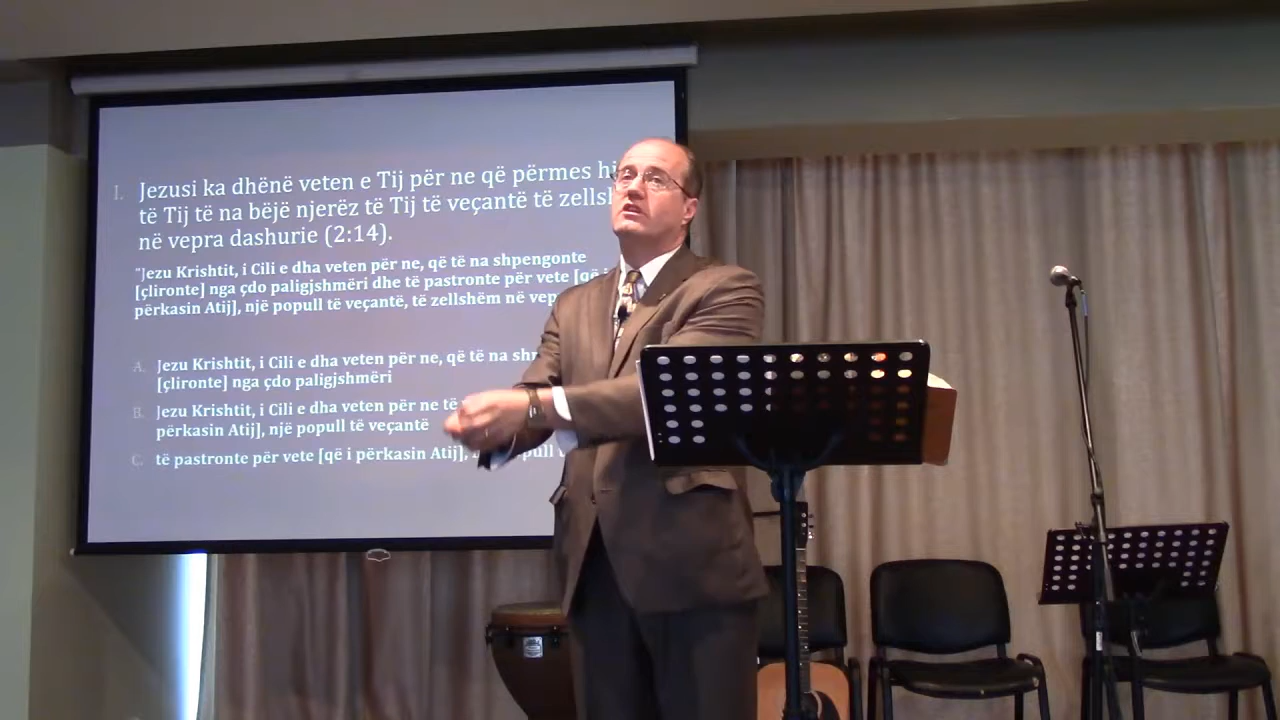 I. Jezusi ka dhënë veten e Tij për ne që përmes
të Tij të na bëjë njerëz të Tij të veçantë të
në vepra dashurie (2:14).
"Jezu Krishtit, i Cili e dha veten për ne, që të na shpengonte
[çlironte] nga çdo paligjshmëri dhe të pastronte për vete [që i
përkasin Atij], një popull të veçantë, të zellshëm në
A. Jezu Krishtit, i Cili e dha veten për ne, që të na
[çlironte] nga çdo paligjshmëri
B. Jezu Krishtit, i Cili e dha veten për ne të
përkasin Atij], një popull të veçantë
C. të pastronte për vete [që i përkasin Atij],